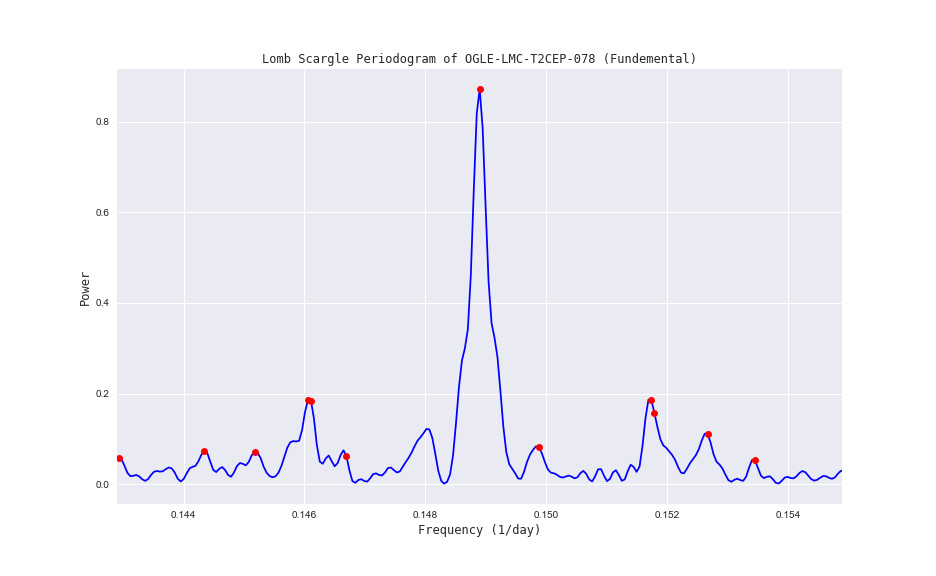 Lomb Scargle Periodogram of OGLE-LMC-T2CEP-078 (Fundemental)
0.8
0.6
0.4
0.2
0.0
Power
0.144 0.146 0.148 0.150 0.152 0.154
Frequency (1/day)